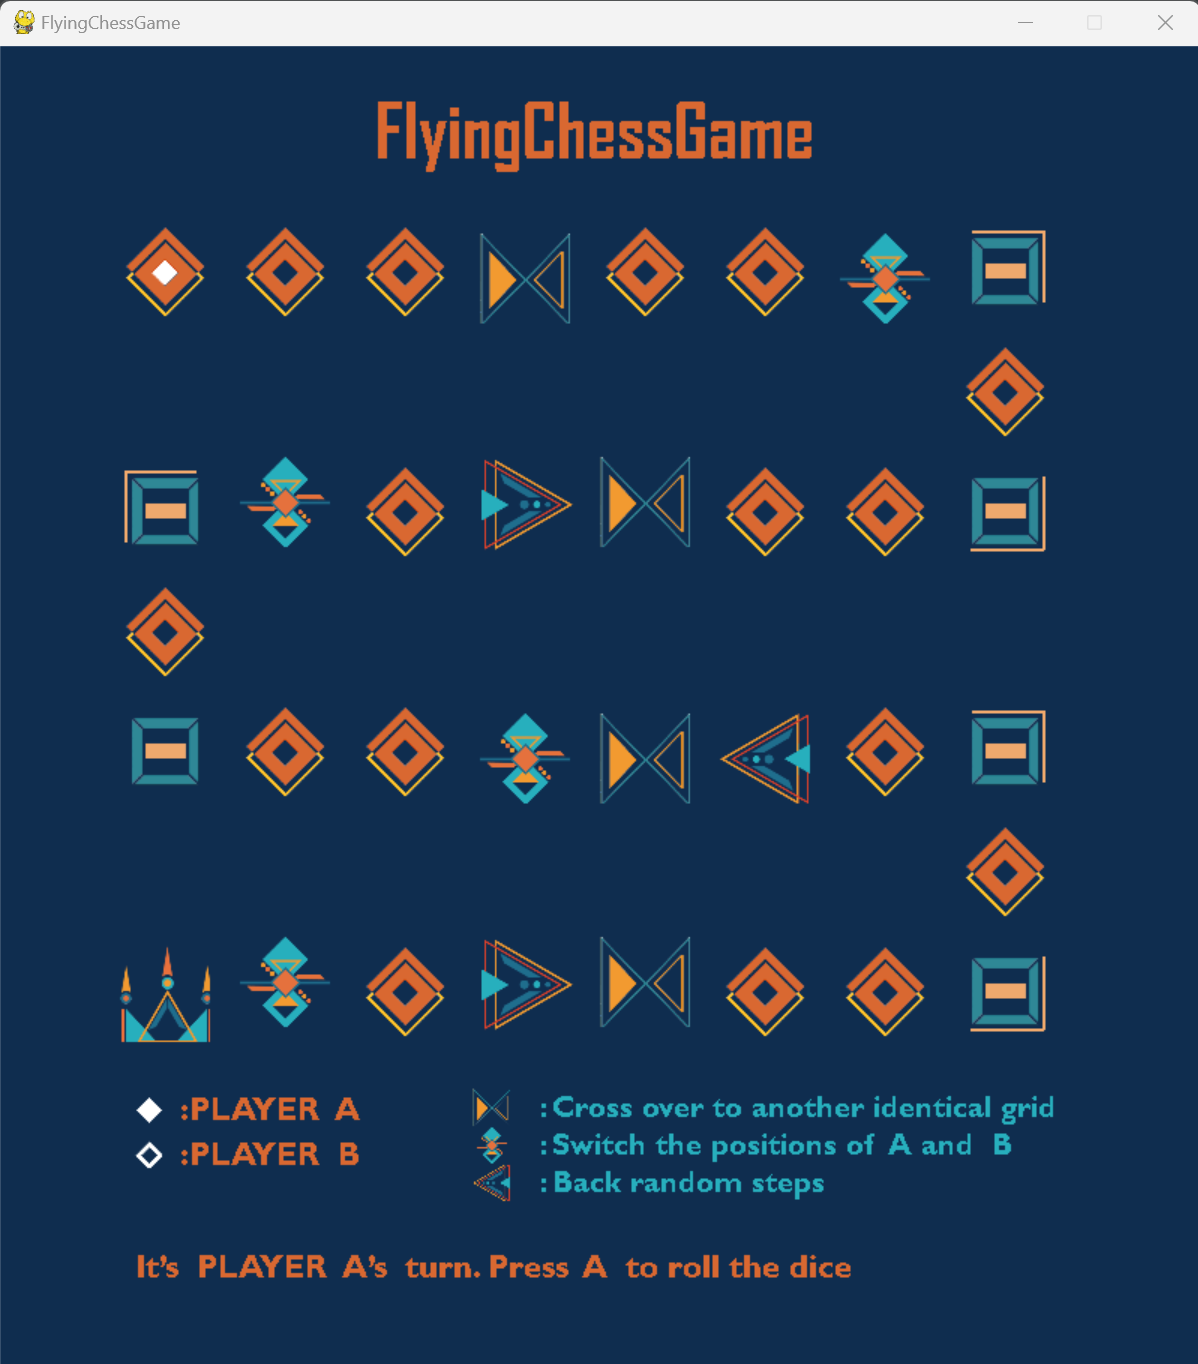 FlyingChessGame
FlyingChessGame
:PLAYER A
:PLAYER B
:Cross over to another identical grid
:Switch the positions of A and B
:Back random steps
It's PLAYER A's turn. Press A to roll the dice